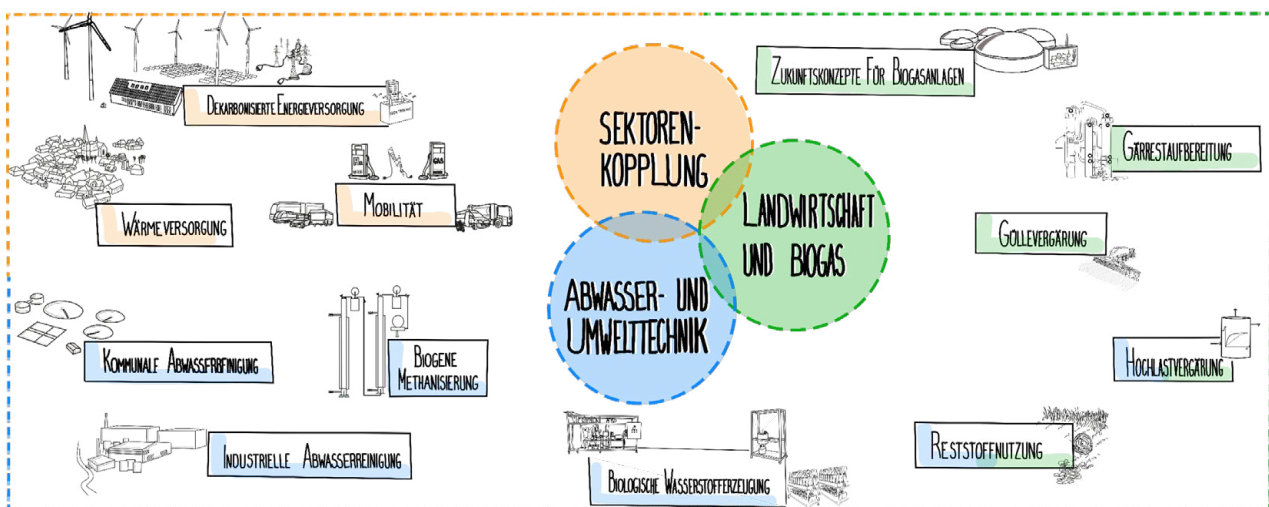 Dekarbonisierte Energieversorgung
Wärmeversorgung
Mobilität
Sektoren-
kopplung
Landwirtschaft
und Biogas
Abwasser- und
Umwelttechnik
Zukunftskonzepte Für Biogasanlagen
Gärrestaufbereitung
Güllevergärung
Hochlastvergärung
Reststoffnutzung
Kommunale Abwasserreinigung
Biogene
Methanisierung
Industrielle Abwasserreinigung
Biologische Wasserstofferzeugung